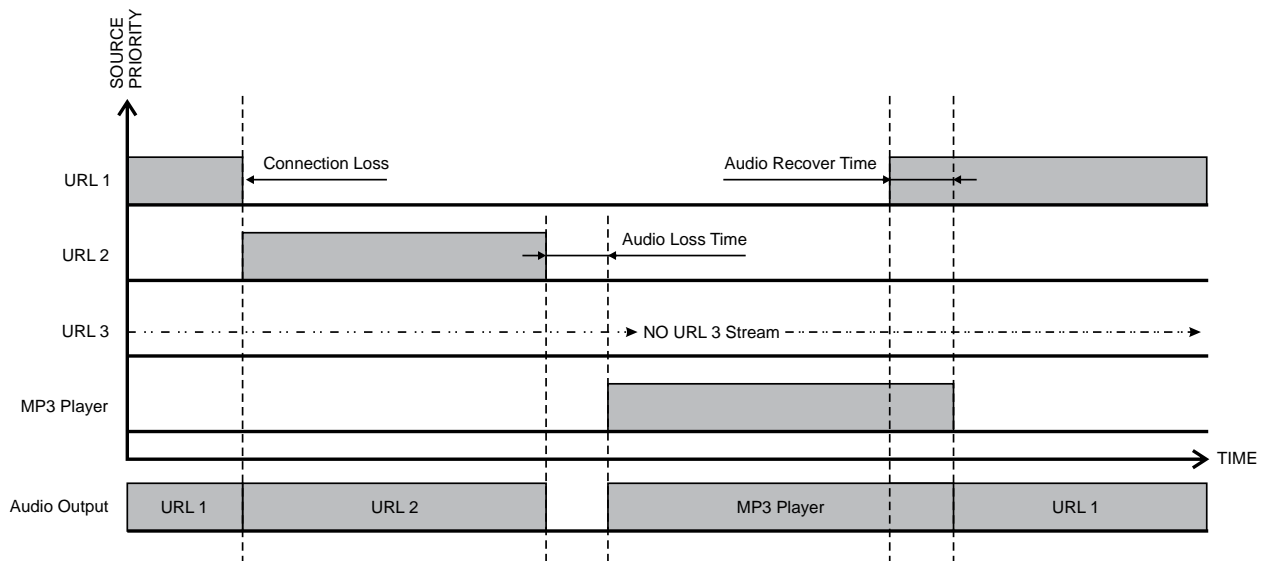 SOURCE
PRIORITY
Connection Loss
Audio Recover Time
URL 1
Audio Loss Time
URL 2
URL 3
NO URL 3 Stream
MP3 Player
TIME
Audio Output
URL 1
URL 2
MP3 Player
URL 1